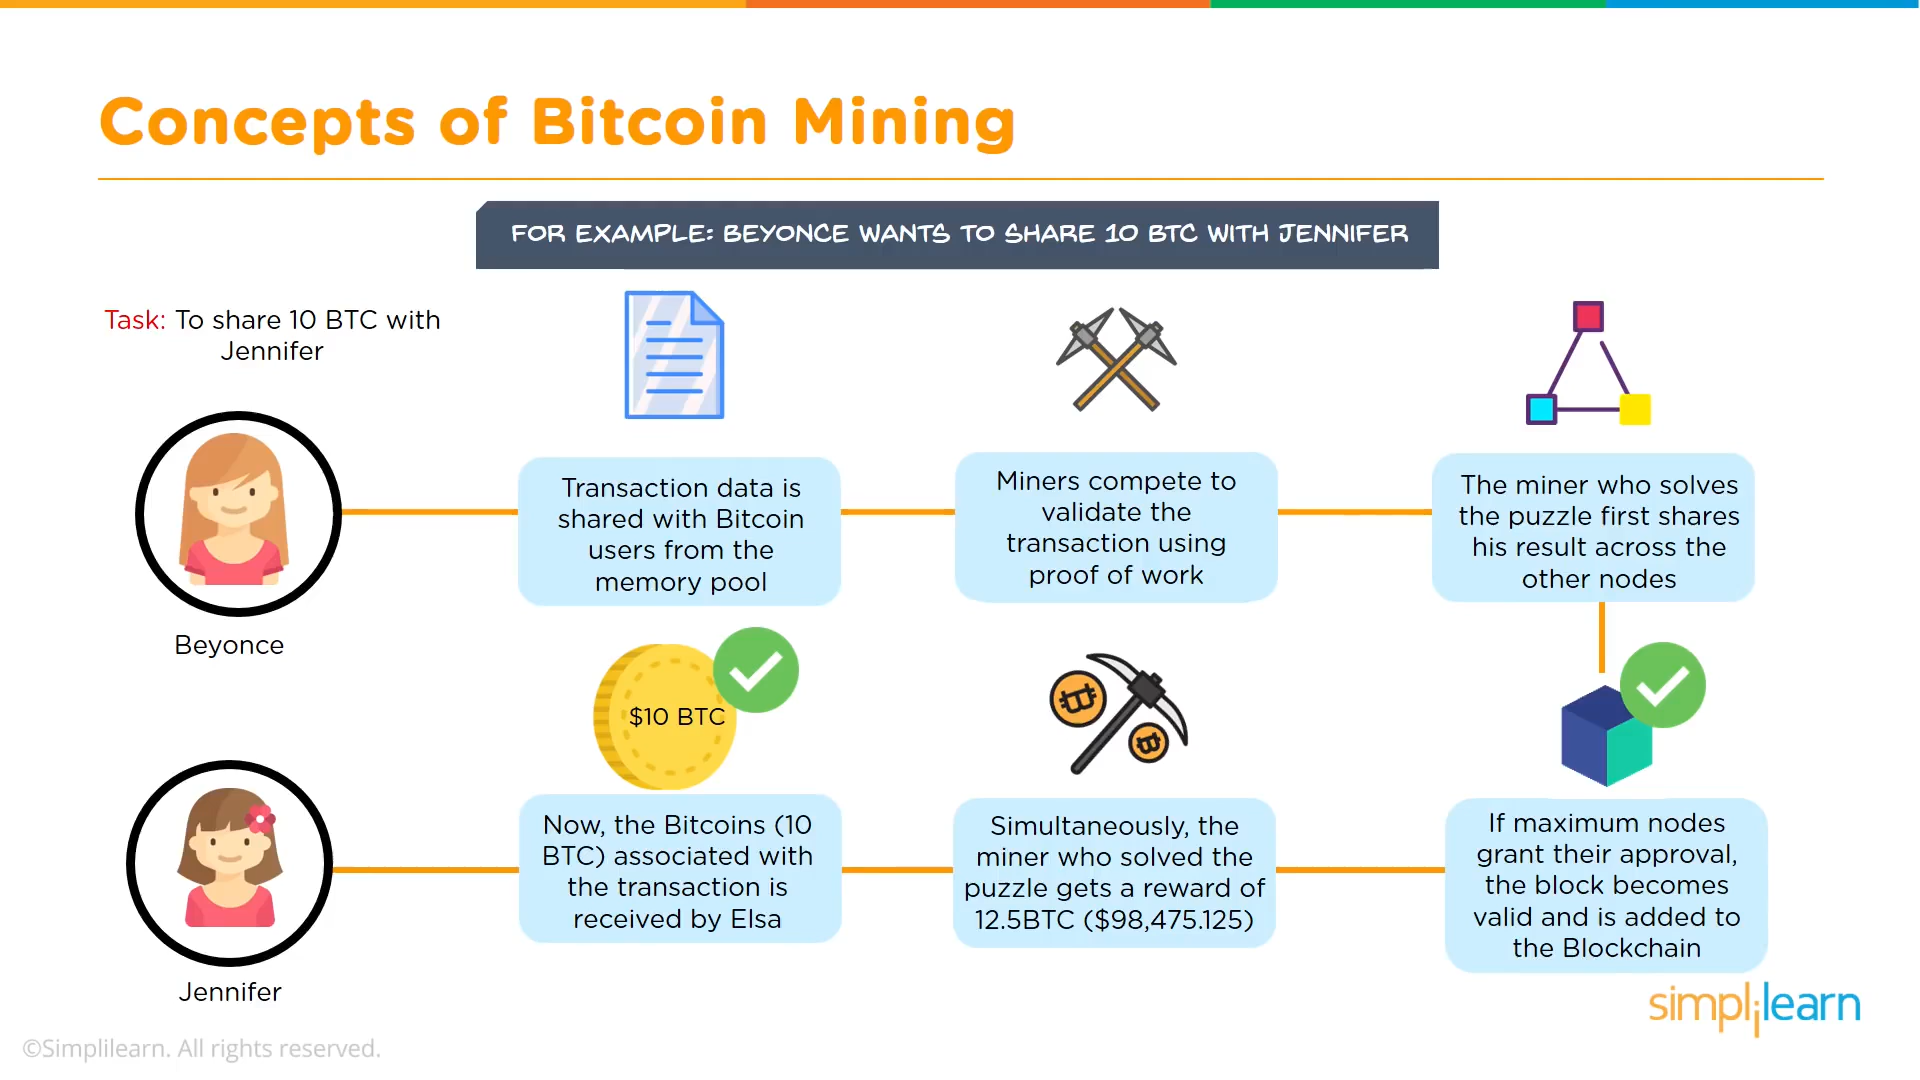 Concepts of Bitcoin Mining
FOR EXAMPLE: BEYONCE WANTS TO SHARE 10 BTC WITH JENNIFER
Task: To share 10 BTC with
Jennifer
Beyonce
Transaction data is
shared with Bitcoin
users from the
memory pool
Miners compete to
validate the
transaction using
proof of work
The miner who solves
the puzzle first shares
his result across the
other nodes
If maximum nodes
grant their approval,
the block becomes
valid and is added to
the Blockchain
Simultaneously, the
miner who solved the
puzzle gets a reward of
12.5BTC ($98,475.125)
$10 BTC
Now, the Bitcoins (10
BTC) associated with
the transaction is
received by Elsa
Jennifer
simplilearn
©Simplilearn. All rights reserved.